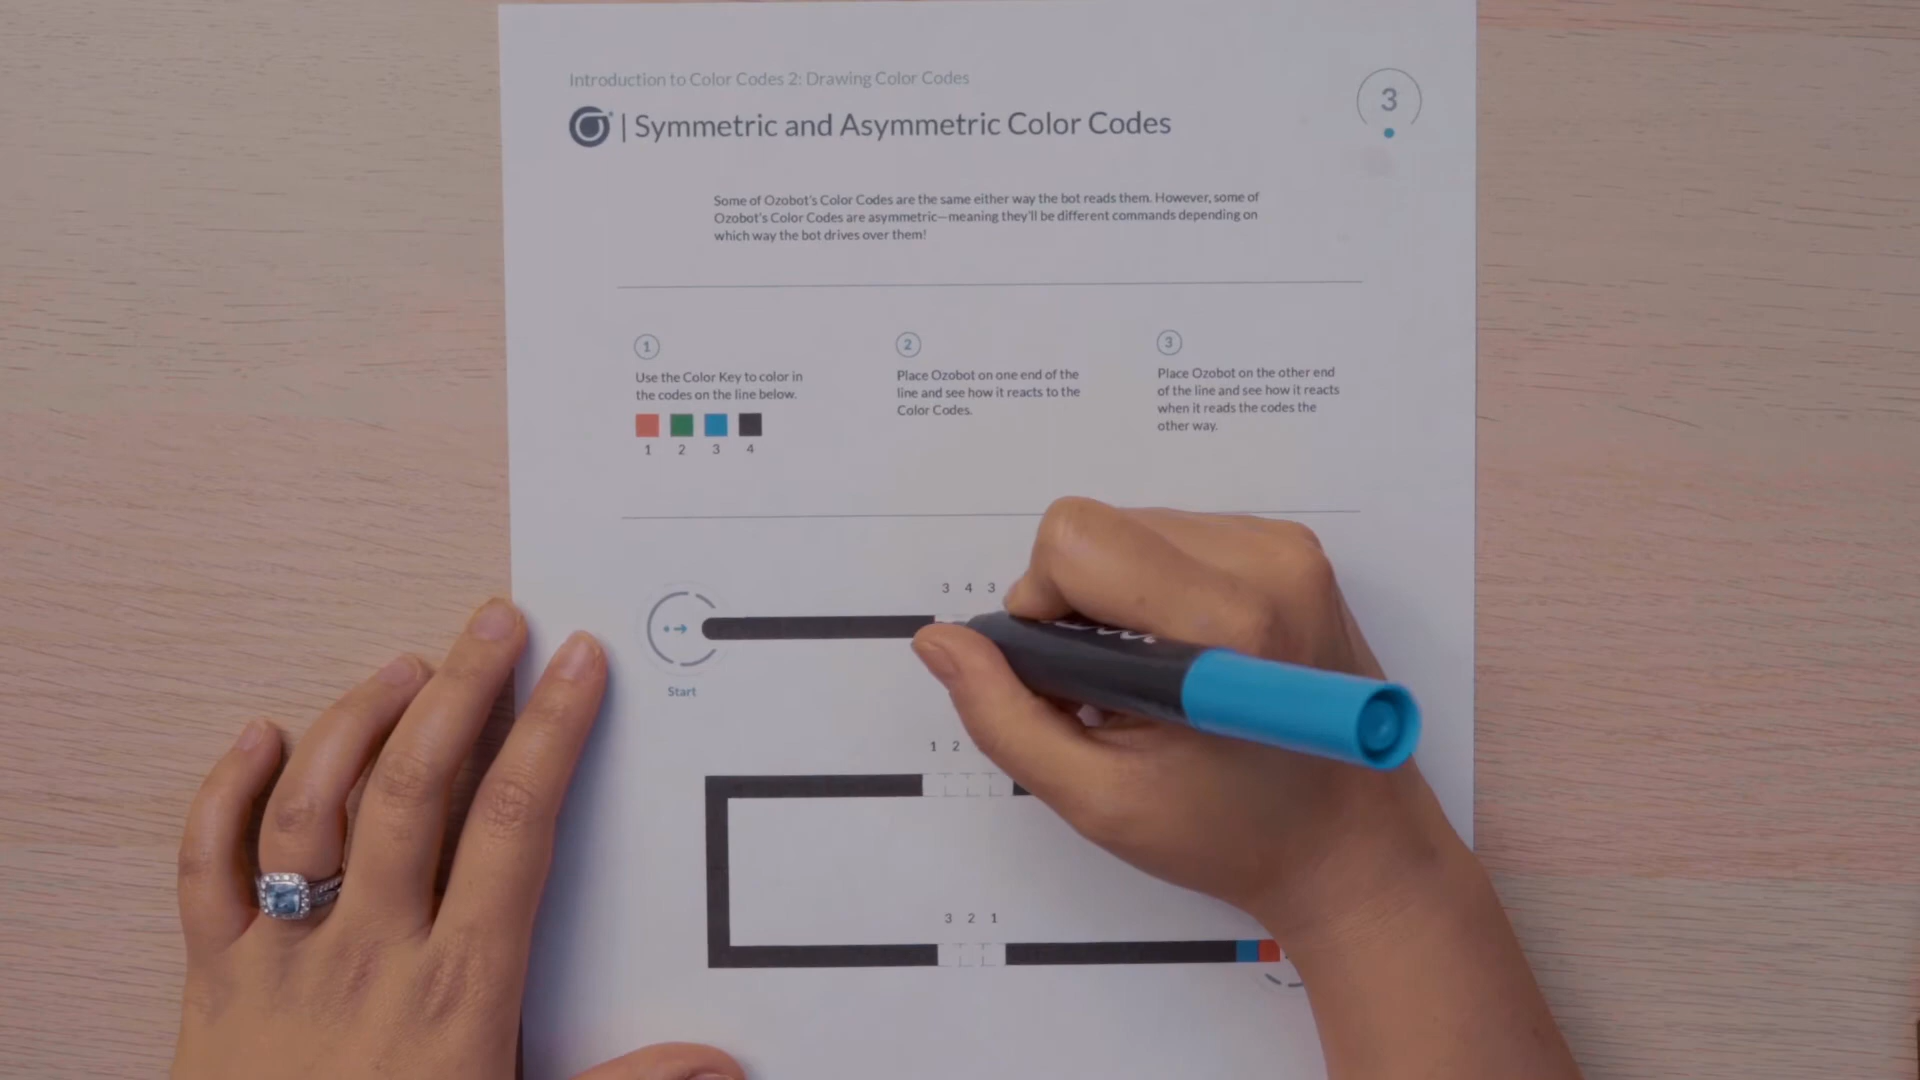 Introduction to Color Codes 2: Drawing Color Codes
3
| Symmetric and Asymmetric Color Codes
Some of Ozobot's Color Codes are the same either way the bot reads them. However, some of
Ozobot's Color Codes are asymmetric—meaning they'll be different commands depending on
which way the bot drives over them!
1
Use the Color Key to color in
the codes on the line below.
1 2 3 4
2
Place Ozobot on one end of the
line and see how it reacts to the
Color Codes.
3
Place Ozobot on the other end
of the line and see how it reacts
when it reads the codes the
other way.
3 4 3
Start
1 2
3 2 1